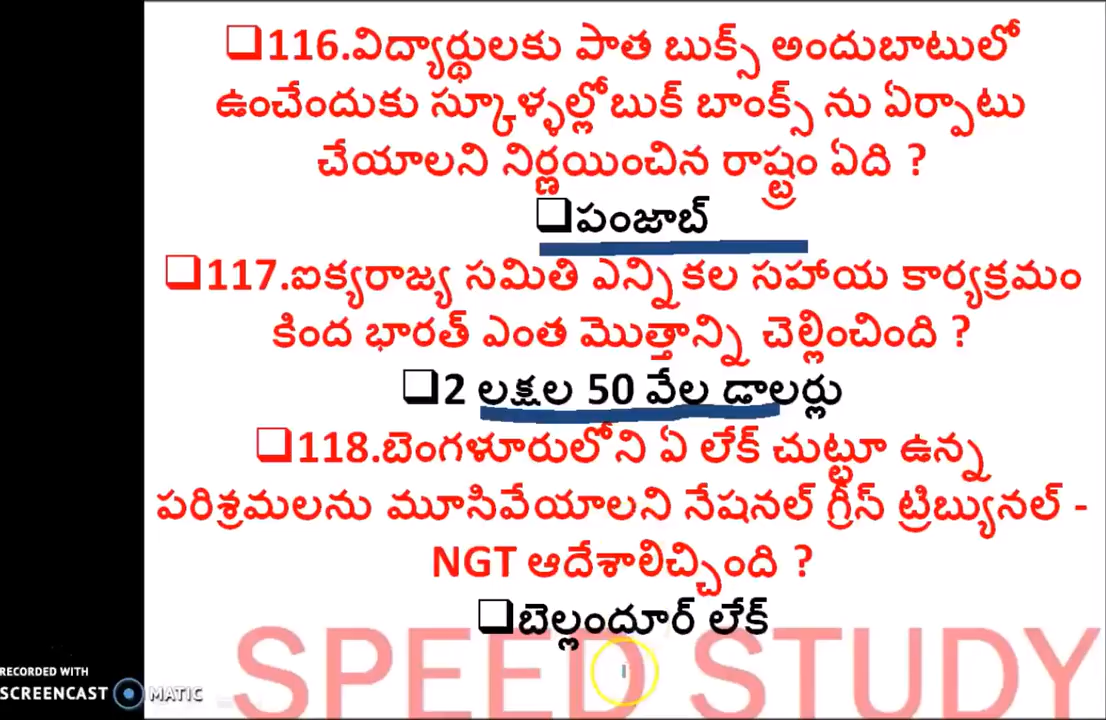 ❑116.విద్యార్థులకు పాత బుక్స్ అందుబాటులో
ఉంచేందుకు స్కూళ్ళల్లోబుక్ బాంక్స్ ను ఏర్పాటు
చేయాలని నిర్ణయించిన రాష్ట్రం ఏది ?
❑పంజాబ్
❑117.ఐక్యరాజ్య సమితి ఎన్నికల సహాయ కార్యక్రమం
కింద భారత్ ఎంత మొత్తాన్ని చెల్లించింది ?
❑2 లక్షల 50 వేల డాలర్లు
❑118.బెంగళూరులోని ఏ లేక్ చుట్టూ ఉన్న
పరిశ్రమలను మూసివేయాలని నేషనల్ గ్రీస్ ట్రిబ్యునల్ -
NGT ఆదేశాలిచ్చింది ?
❑బెల్లందూర్ లేక్
SPEED STUDY
RECORDED WITH
SCREENCAST MATIC